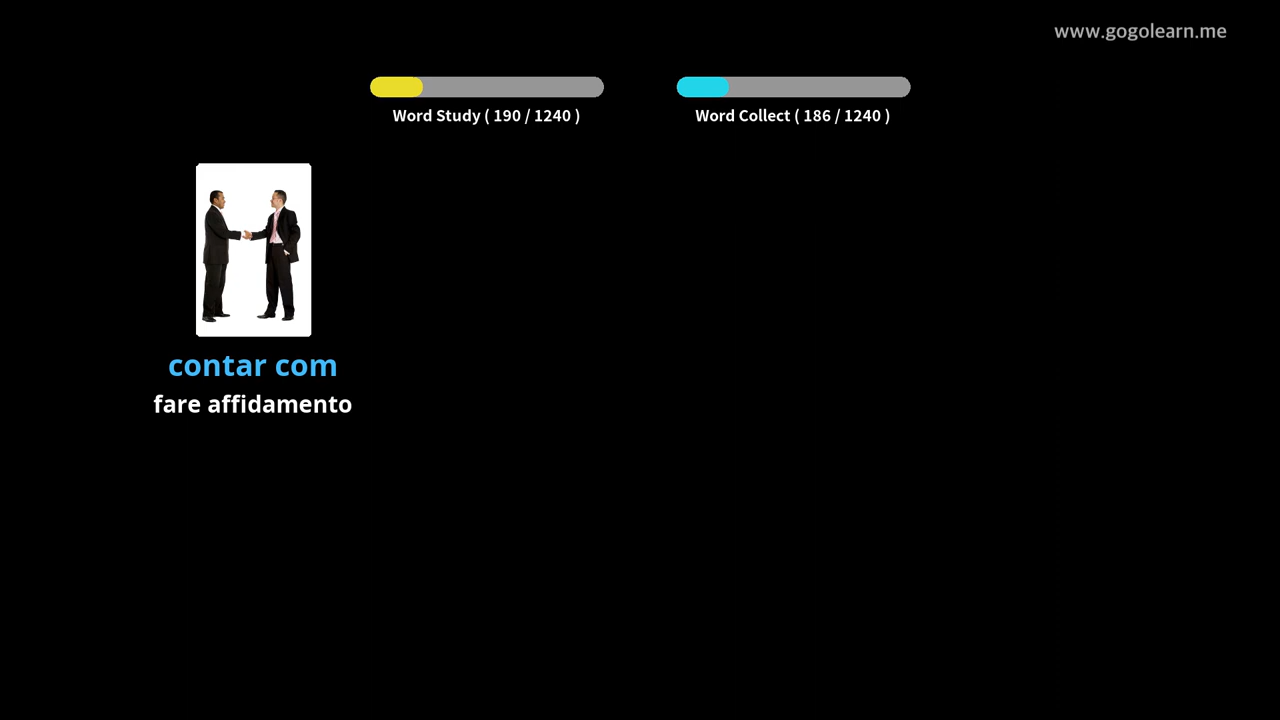 www.gogolearn.me
Word Study ( 190 / 1240 )
Word Collect ( 186 / 1240 )
contar com
fare affidamento